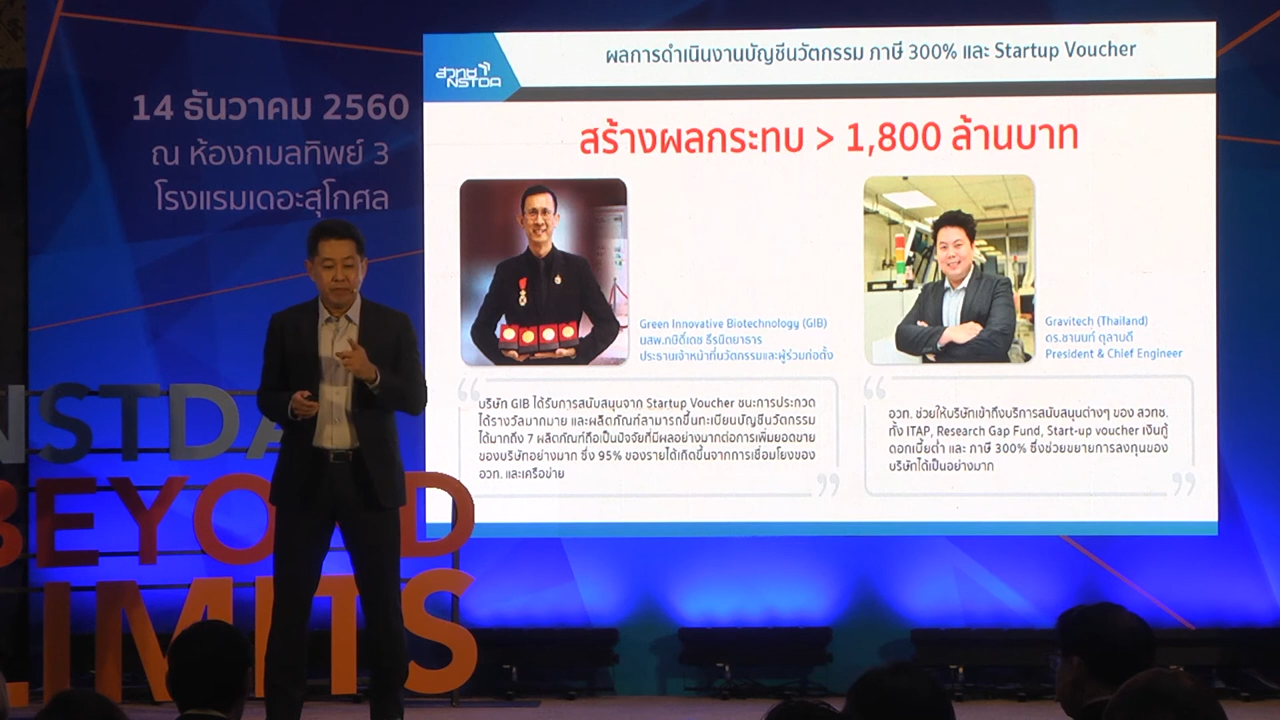 14 ธันวาคม 2560
ณ ห้องกมลทิพย์ 3
โรงแรมเดอะสุโกศล
NSTDA
BEYOND
LIMITS
สวทช
NSTDA
ผลการดำเนินงานบัญชีนวัตกรรม ภาษี 300% และ Startup Voucher
สร้างผลกระทบ > 1,800 ล้านบาท
Green Innovative Biotechnology (GIB)
นสพ.ภปิติ์เดช ธีรนิตยาธาร
ประธานเจ้าหน้าที่นวัตกรรมและผู้ร่วมก่อตั้ง
บริษัท GIB ได้รับการสนับสนุนจาก Startup Voucher ชนะการประกวด
ได้รางวัลมากมาย และผลิตภัณฑ์สามารถขึ้นทะเบียนบัญชีนวัตกรรม
ได้มากถึง 7 ผลิตภัณฑ์ถือเป็นปัจจัยที่มีผลอย่างมากต่อการเพิ่มยอดขาย
ของบริษัทอย่างมาก ซึ่ง 95% ของรายได้เกิดขึ้นจากการเชื่อมโยงของ
อวท. และเครือข่าย
Gravitech (Thailand)
ดร.ชานนท์ ตุลาบดี
President & Chief Engineer
อวท. ช่วยให้บริษัทเข้าถึงบริการสนับสนุนต่างๆ ของ สวทช.
ทั้ง ITAP, Research Gap Fund, Start-up voucher เงินกู้
ดอกเบี้ยต่ำ และ ภาษี 300% ซึ่งช่วยขยายการลงทุนของ
บริษัทได้เป็นอย่างมาก